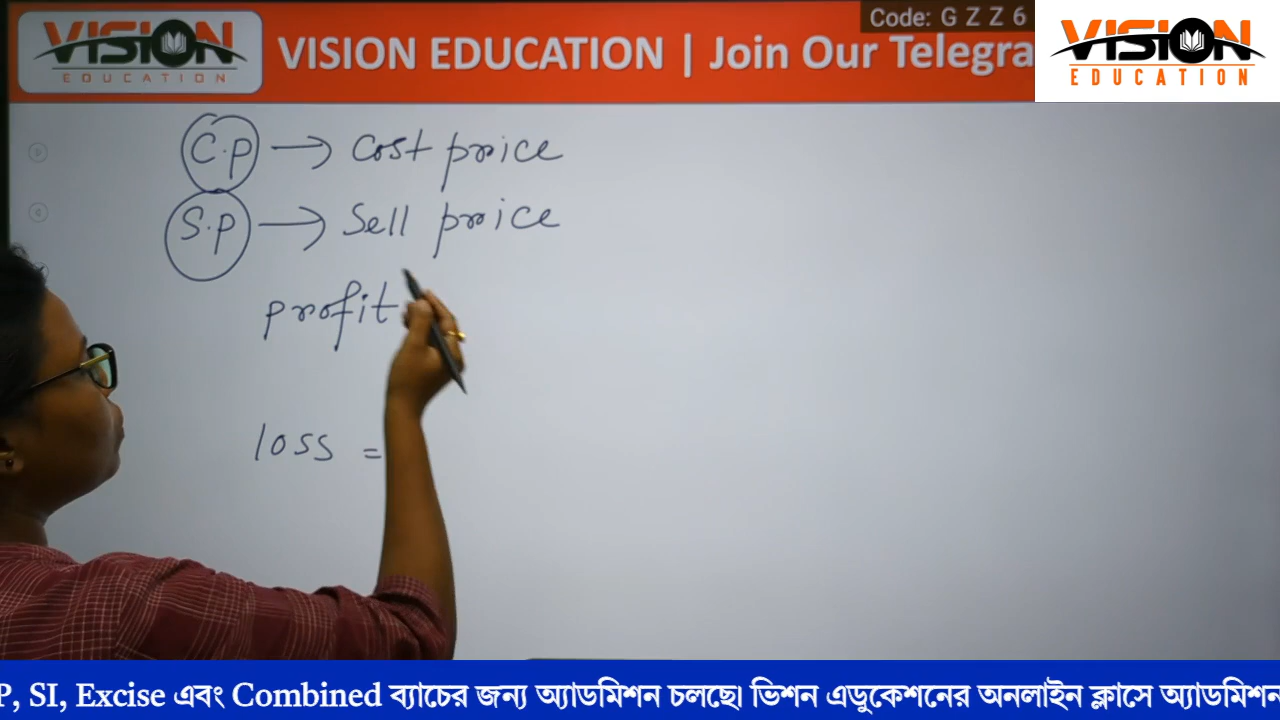 Code: G Z Z 6
VISION
EDUCATION
VISION EDUCATION | Join Our Telegra
VISION
EDUCATION
C.P → Cost price
S.P → Sell price
profit
loss =
P, SI, Excise এবং Combined ব্যাচের জন্য অ্যাডমিশন চলছে। ভিশন এডুকেশনের অনলাইন ক্লাসে অ্যাডমিশন